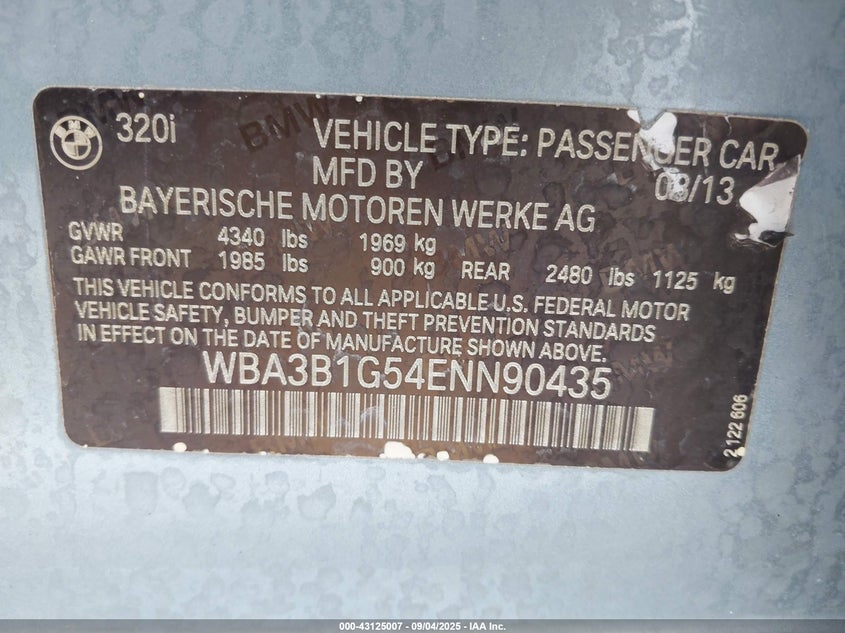 BMW
320i VEHICLE TYPE: PASSENGER CAR
MFD BY 08/13
BAYERISCHE MOTOREN WERKE AG
GVWR 4340 lbs 1969 kg
GAWR FRONT 1985 lbs 900 kg REAR 2480 lbs 1125 kg
THIS VEHICLE CONFORMS TO ALL APPLICABLE U.S. FEDERAL MOTOR
VEHICLE SAFETY, BUMPER AND THEFT PREVENTION STANDARDS
IN EFFECT ON THE DATE OF MANUFACTURE SHOWN ABOVE.
WBA3B1G54ENN90435
2 122 606
000-43125007 - 09/04/2025 - IAA Inc.